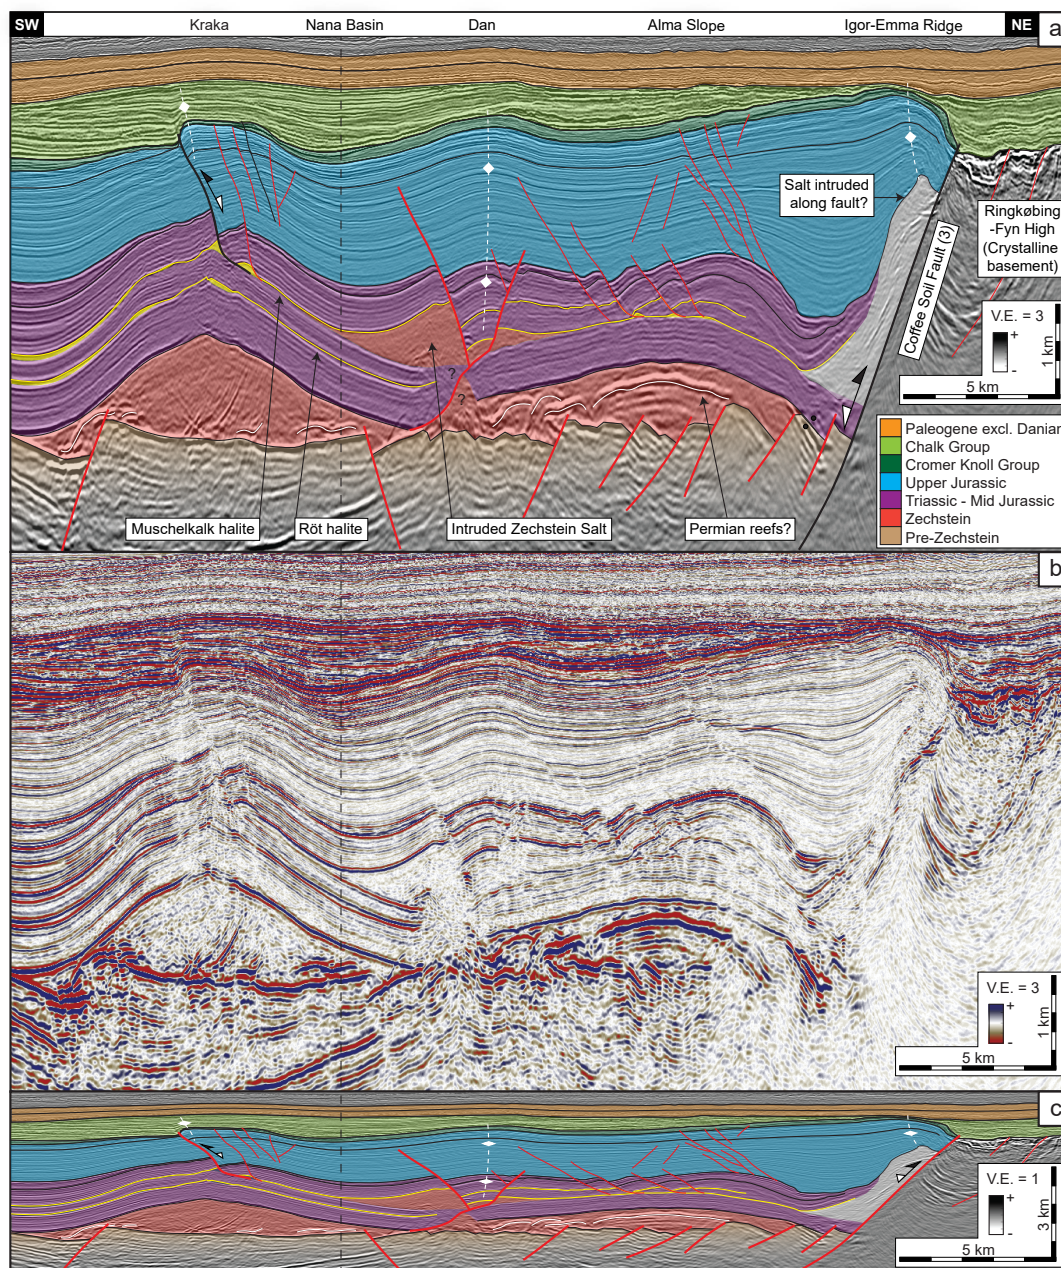 SW
Kraka
Nana Basin
Dan
Alma Slope
Igor-Emma Ridge
NE
a
Salt intruded
along fault?
Ringkøbing
-Fyn High
(Crystalline
basement)
Coffee Soil Fault (3)
V.E. = 3
+
-
1 km
5 km
?
?
Muschelkalk halite
Röt halite
Intruded Zechstein Salt
Permian reefs?
Paleogene excl. Danian
Chalk Group
Cromer Knoll Group
Upper Jurassic
Triassic - Mid Jurassic
Zechstein
Pre-Zechstein
b
V.E. = 3
+
-
1 km
5 km
c
V.E. = 1
+
-
3 km
5 km